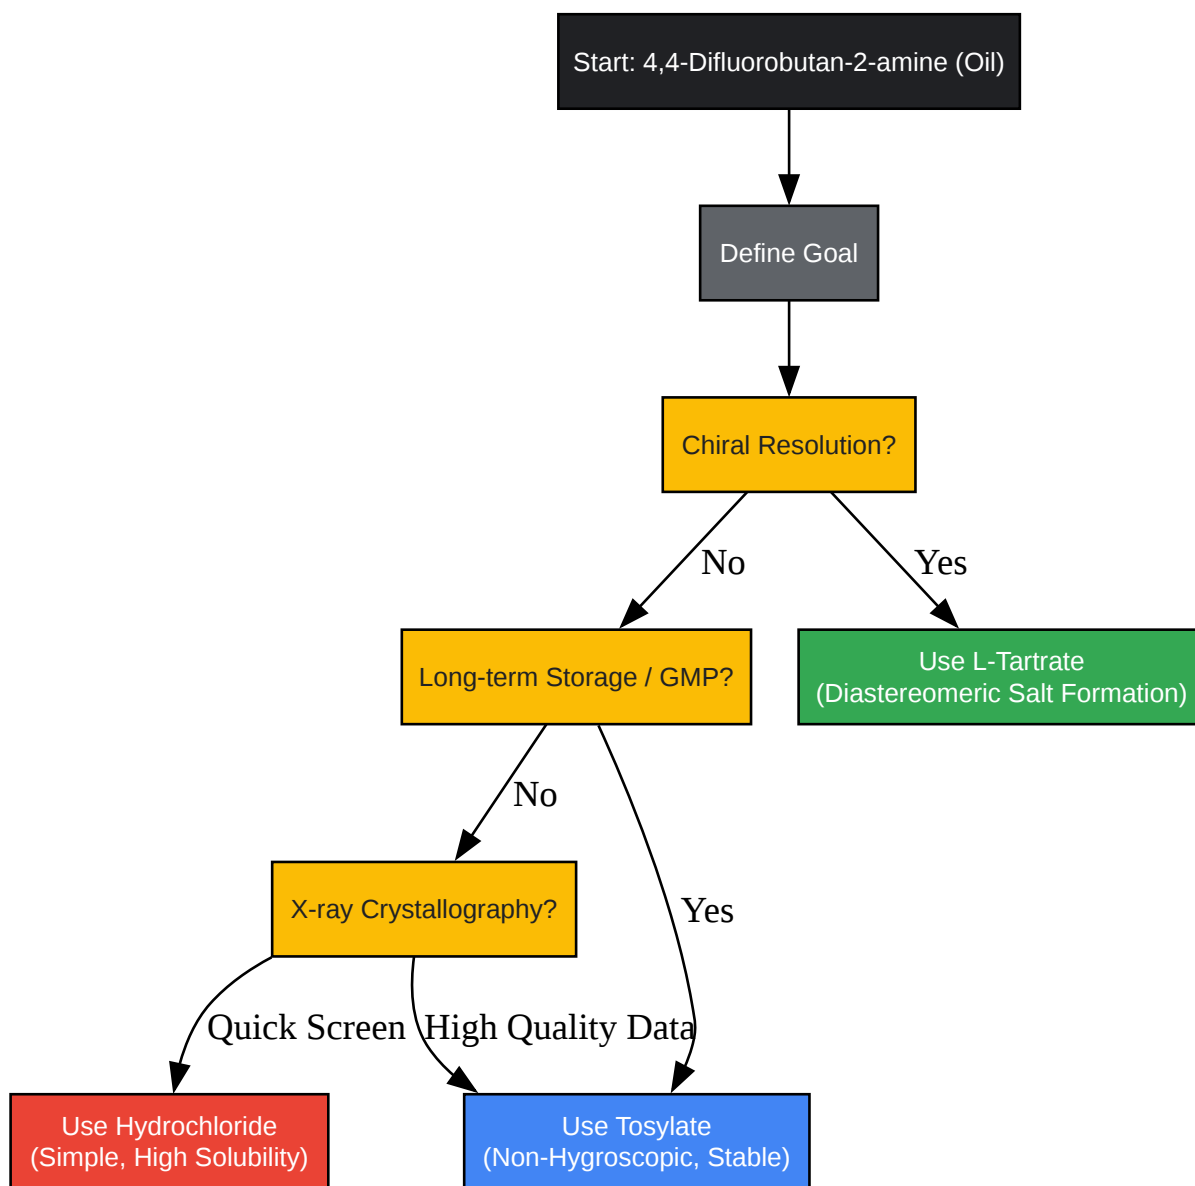 Start: 4,4-Difluorobutan-2-amine (Oil)
Define Goal
Chiral Resolution?
No
Yes
Long-term Storage / GMP?
Use L-Tartrate
(Diastereomeric Salt Formation)
No
X-ray Crystallography?
Yes
Quick Screen
High Quality Data
Use Hydrochloride
(Simple, High Solubility)
Use Tosylate
(Non-Hygroscopic, Stable)